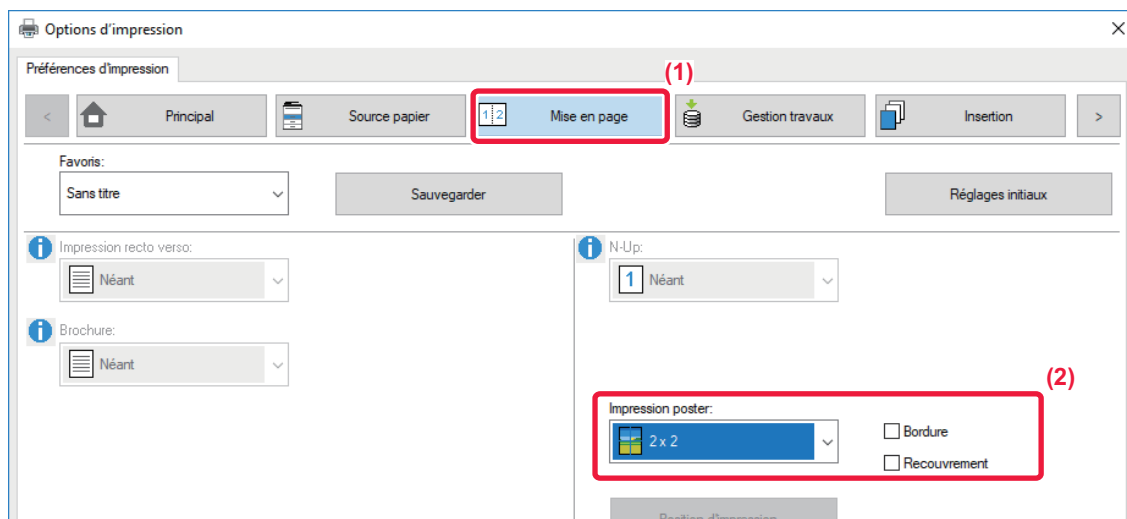 Options d'impression
Préférences d'impression
(1)
< Principal Source papier 1 2 Mise en page Gestion travaux Insertion >
Favoris:
Sans titre Sauvegarder Réglages initiaux
Impression recto verso: N-Up:
Néant 1 Néant
Brochure:
Néant
(2)
Impression poster:
2 x 2 Bordure
Recouvrement
Position d'impression